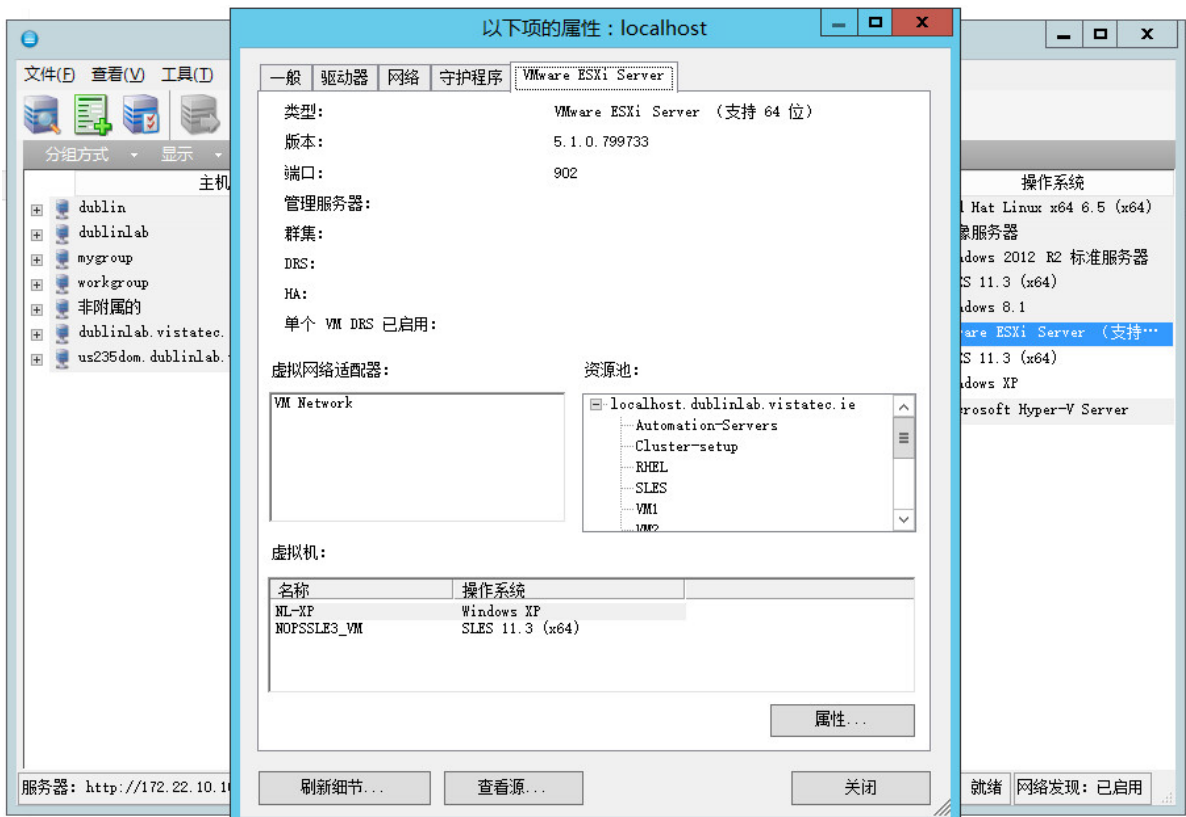 以下项的属性：localhost
文件(F) 查看(V) 工具(T)
分组方式 显示
主机
dublin
dublinlab
mygroup
workgroup
非附属的
dublinlab.vistatec.
us235dom.dublinlab.
一般 驱动器 网络 守护程序 VMware ESXi Server
类型： VMware ESXi Server （支持 64 位）
版本： 5.1.0.799733
端口： 902
管理服务器：
群集：
DRS：
HA：
单个 VM DRS 已启用：
虚拟网络适配器：
VM Network
资源池：
localhost.dublinlab.vistatec.ie
Automation-Servers
Cluster-setup
RHEL
SLES
VM1
VM2
虚拟机：
名称 操作系统
NL-XP Windows XP
NOPSSLE3_VM SLES 11.3 (x64)
属性...
刷新细节... 查看源... 关闭
操作系统
Hat Linux x64 6.5 (x64)
像服务器
dows 2012 R2 标准服务器
ES 11.3 (x64)
dows 8.1
are ESXi Server （支持…
ES 11.3 (x64)
dows XP
rosoft Hyper-V Server
服务器：http://172.22.10.1
就绪 网络发现：已启用